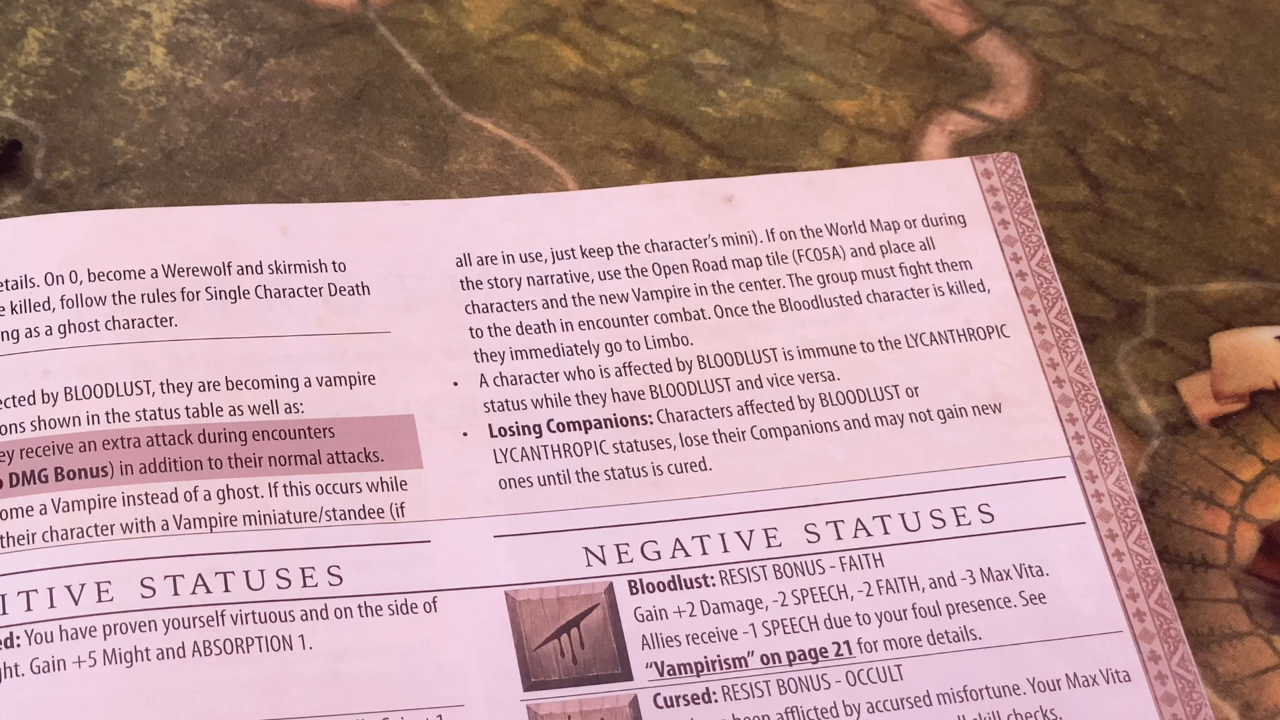 etails. On 0, become a Werewolf and skirmish to
e killed, follow the rules for Single Character Death
ng as a ghost character.
ected by BLOODLUST, they are becoming a vampire
ons shown in the status table as well as:
ey receive an extra attack during encounters
DMG Bonus) in addition to their normal attacks.
ome a Vampire instead of a ghost. If this occurs while
their character with a Vampire miniature/standee (if
ITIVE STATUSES
ed: You have proven yourself virtuous and on the side of
ght. Gain +5 Might and ABSORPTION 1.
all are in use, just keep the character's mini). If on the World Map or during
the story narrative, use the Open Road map tile (FC05A) and place all
characters and the new Vampire in the center. The group must fight them
to the death in encounter combat. Once the Bloodlusted character is killed,
they immediately go to Limbo.
• A character who is affected by BLOODLUST is immune to the LYCANTHROPIC
status while they have BLOODLUST and vice versa.
• Losing Companions: Characters affected by BLOODLUST or
LYCANTHROPIC statuses, lose their Companions and may not gain new
ones until the status is cured.
NEGATIVE STATUSES
Bloodlust: RESIST BONUS - FAITH
Gain +2 Damage, -2 SPEECH, -2 FAITH, and -3 Max Vita.
Allies receive -1 SPEECH due to your foul presence. See
"Vampirism" on page 21 for more details.
Cursed: RESIST BONUS - OCCULT
been afflicted by accursed misfortune. Your Max Vita
skill checks.